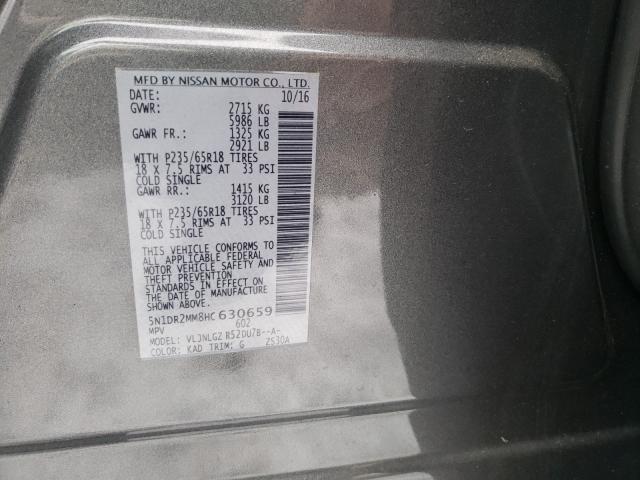 MFD BY NISSAN MOTOR CO., LTD.
DATE: 10/16
GVWR: 2715 KG
5986 LB
GAWR FR.: 1325 KG
2921 LB
WITH P235/65R18 TIRES
18 X 7.5 RIMS AT 33 PSI
COLD SINGLE
GAWR RR.: 1415 KG
3120 LB
WITH P235/65R18 TIRES
18 X 7.5 RIMS AT 33 PSI
COLD SINGLE
THIS VEHICLE CONFORMS TO
ALL APPLICABLE FEDERAL
MOTOR VEHICLE SAFETY AND
THEFT PREVENTION
STANDARDS IN EFFECT ON
THE DATE OF MANUFACTURE
SHOWN ABOVE.
5N1DR2MM8HC630659
MPV 602
MODEL: VLJNLGZ R52DUZB--A-
COLOR: KAD TRIM: G ZS30A